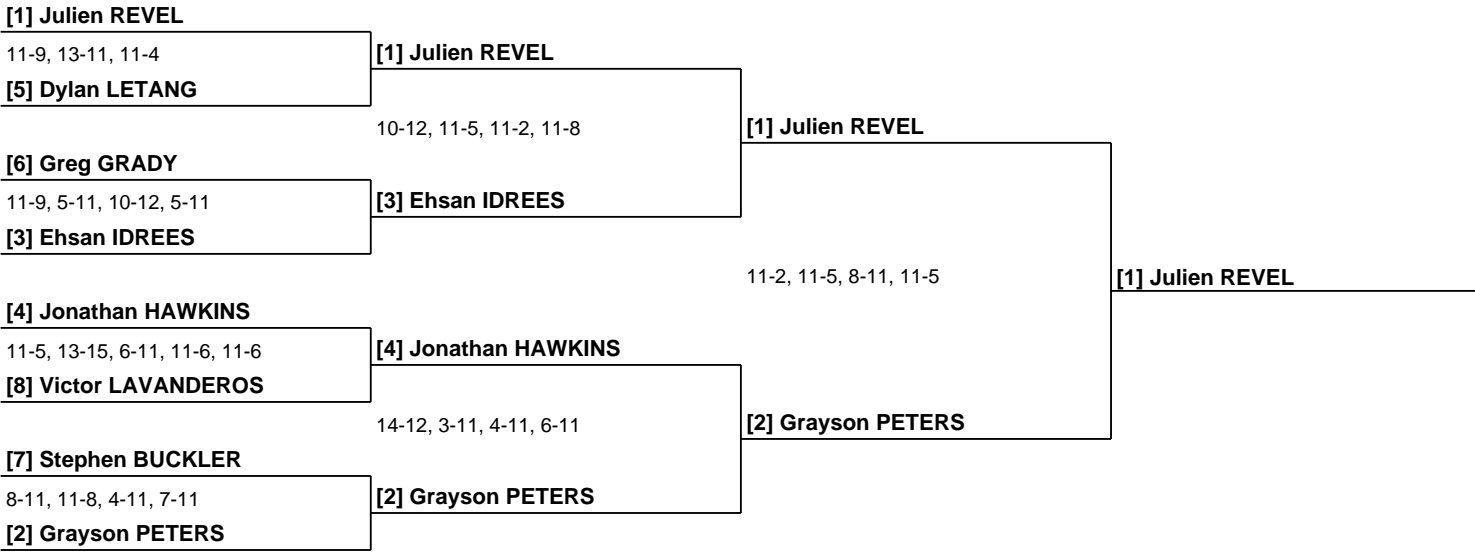 [1] Julien REVEL
11-9, 13-11, 11-4
[5] Dylan LETANG
[6] Greg GRADY
11-9, 5-11, 10-12, 5-11
[3] Ehsan IDREES
[4] Jonathan HAWKINS
11-5, 13-15, 6-11, 11-6, 11-6
[8] Victor LAVANDEROS
[7] Stephen BUCKLER
8-11, 11-8, 4-11, 7-11
[2] Grayson PETERS
[1] Julien REVEL
10-12, 11-5, 11-2, 11-8
[3] Ehsan IDREES
[4] Jonathan HAWKINS
14-12, 3-11, 4-11, 6-11
[2] Grayson PETERS
[1] Julien REVEL
11-2, 11-5, 8-11, 11-5
[2] Grayson PETERS
[1] Julien REVEL